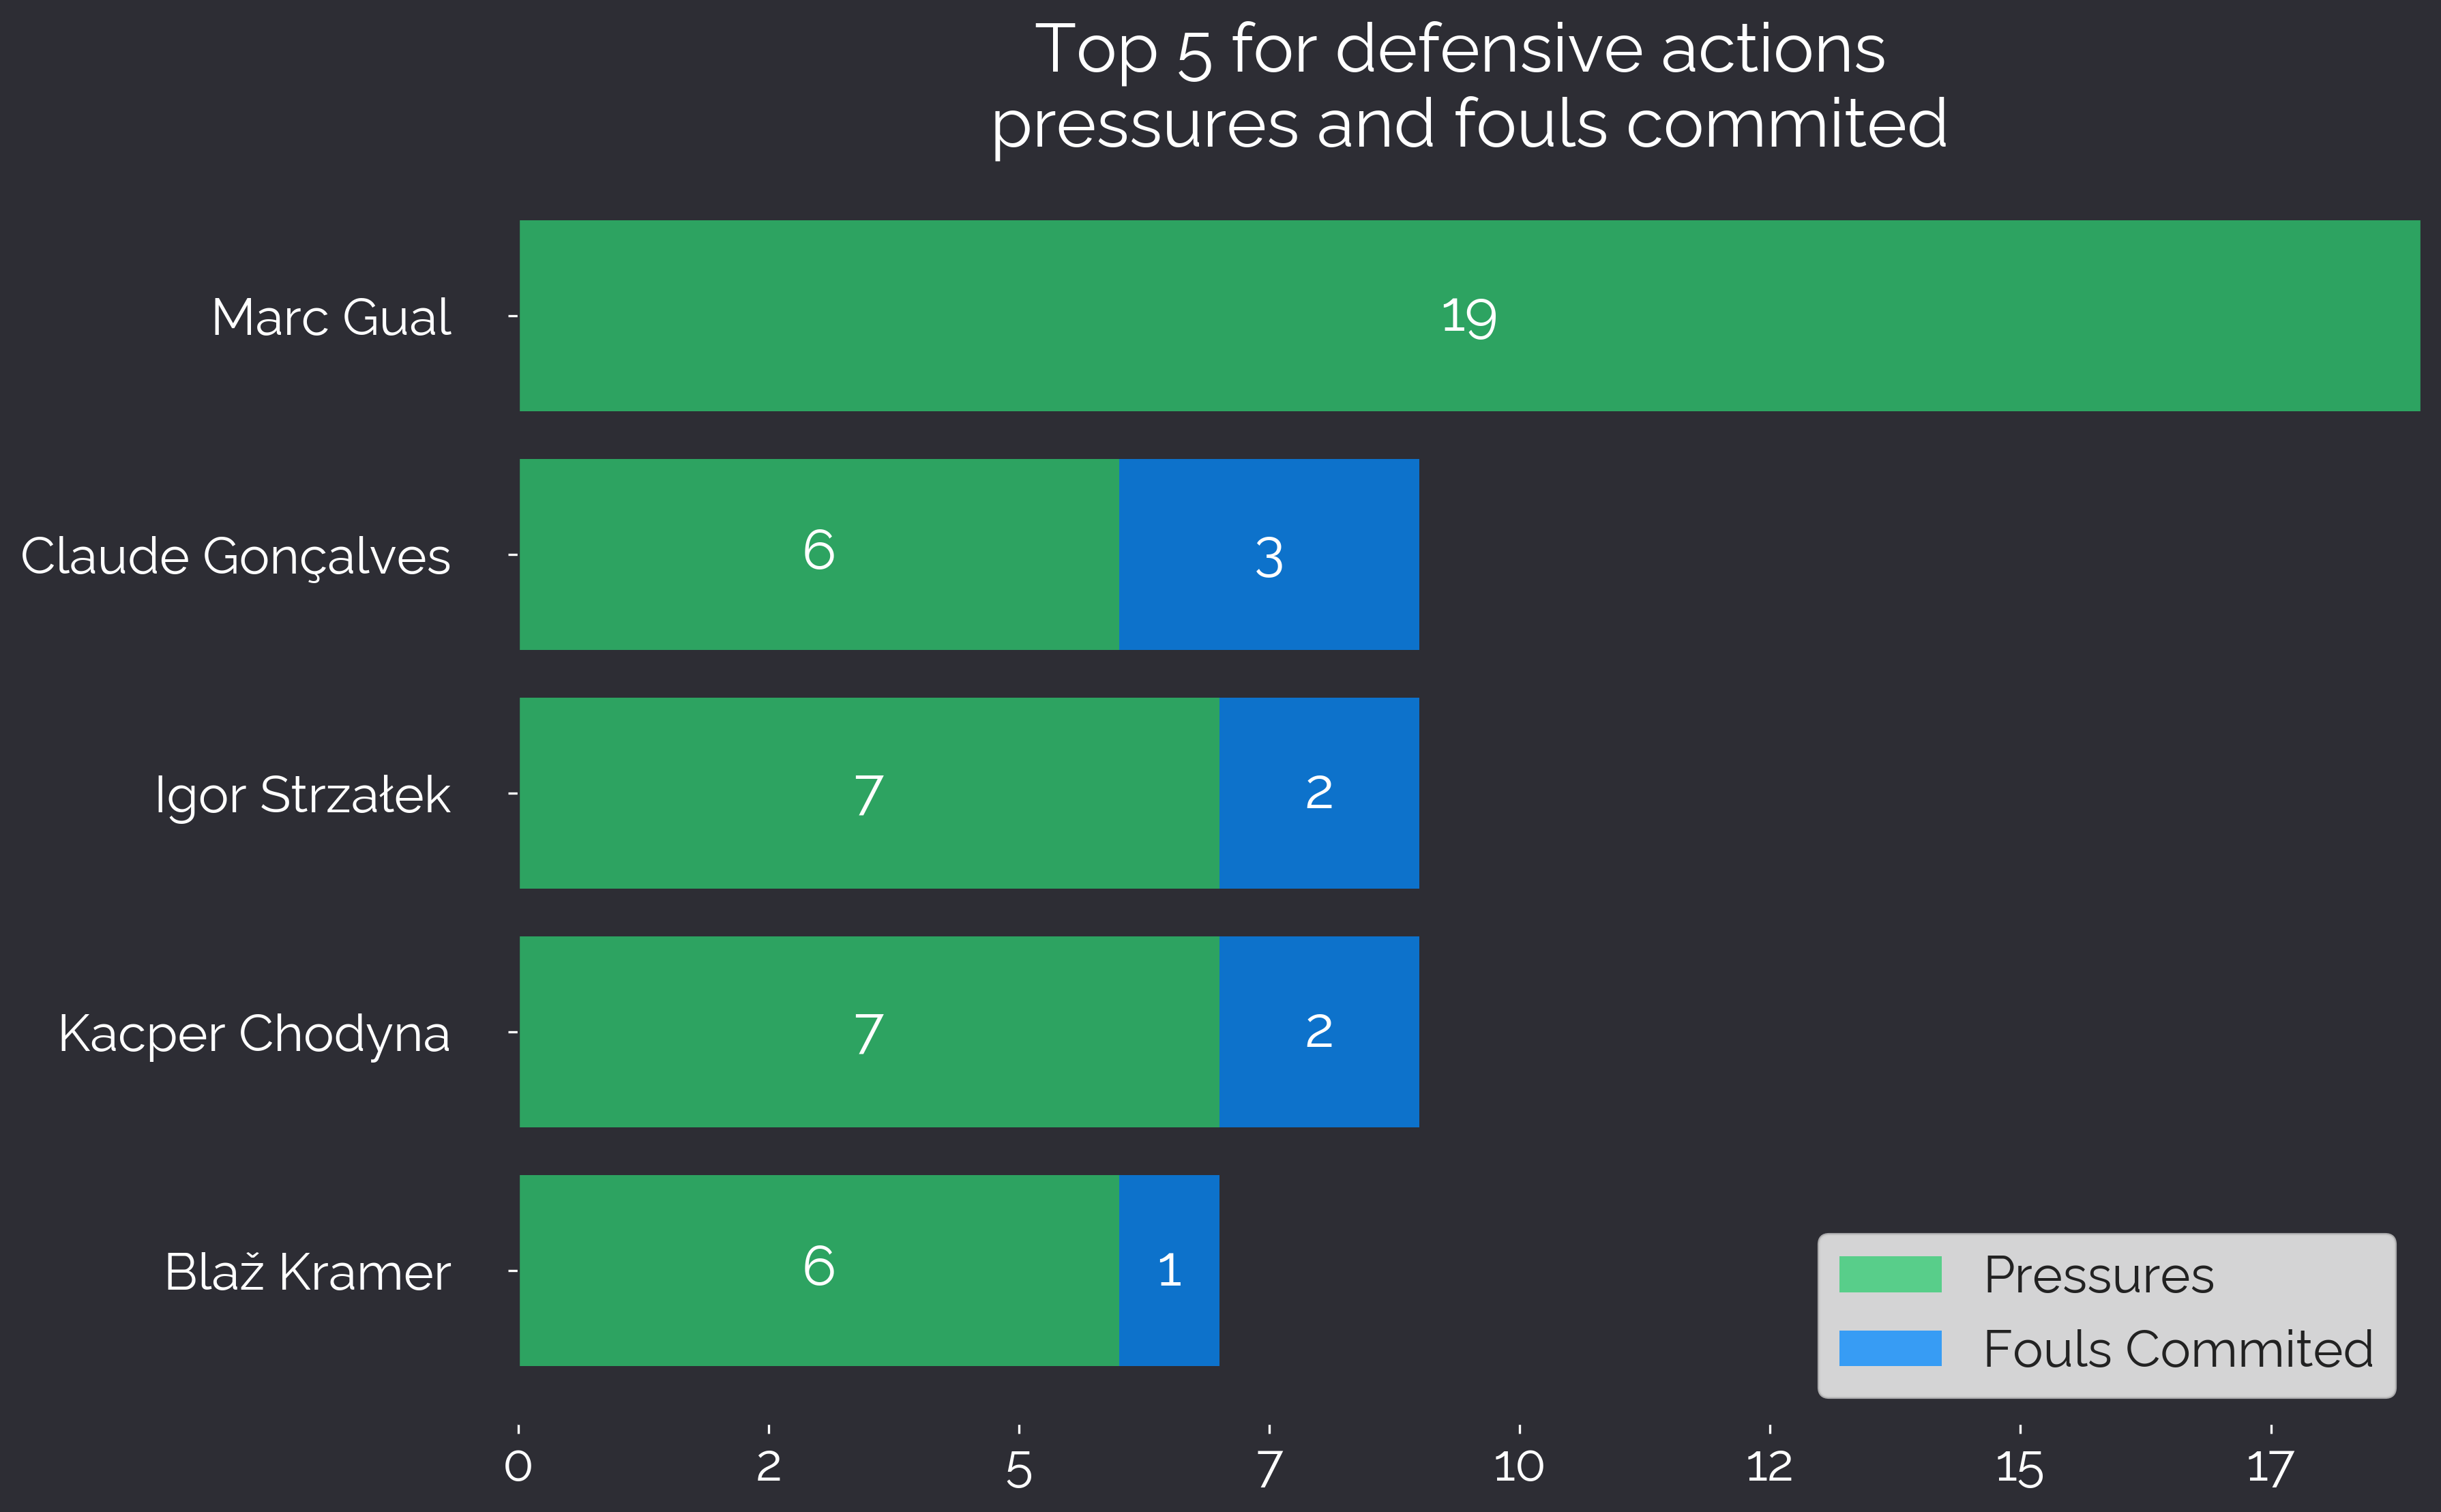 Top 5 for defensive actions
pressures and fouls commited
Marc Gual
19
Claude Gonçalves
6 3
Igor Strzałek
7 2
Kacper Chodyna
7 2
Blaž Kramer
6 1
Pressures
Fouls Commited
0 2 5 7 10 12 15 17